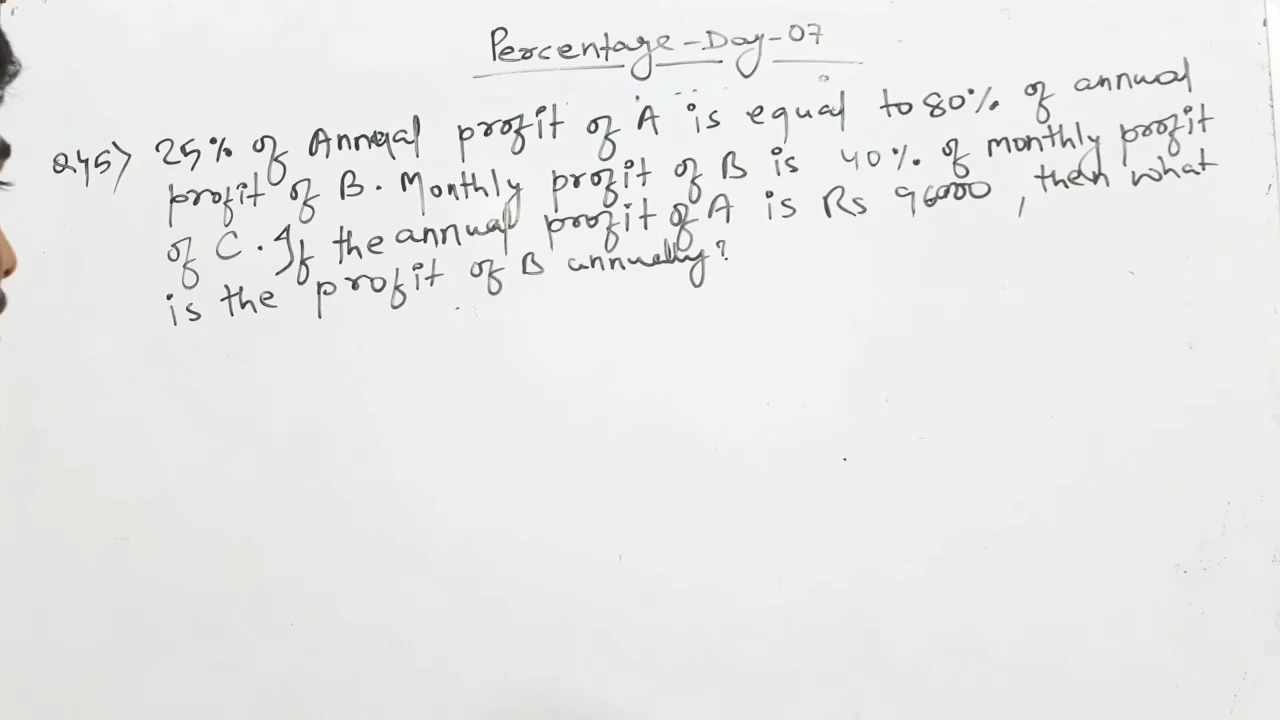 Percentage-Day-07
245) 25% of Annual profit of A is equal to 80% of annual
profit of B. Monthly profit of B is 40% of monthly profit
of C. If the annual profit of A is Rs 96000, then what
is the profit of B annually?